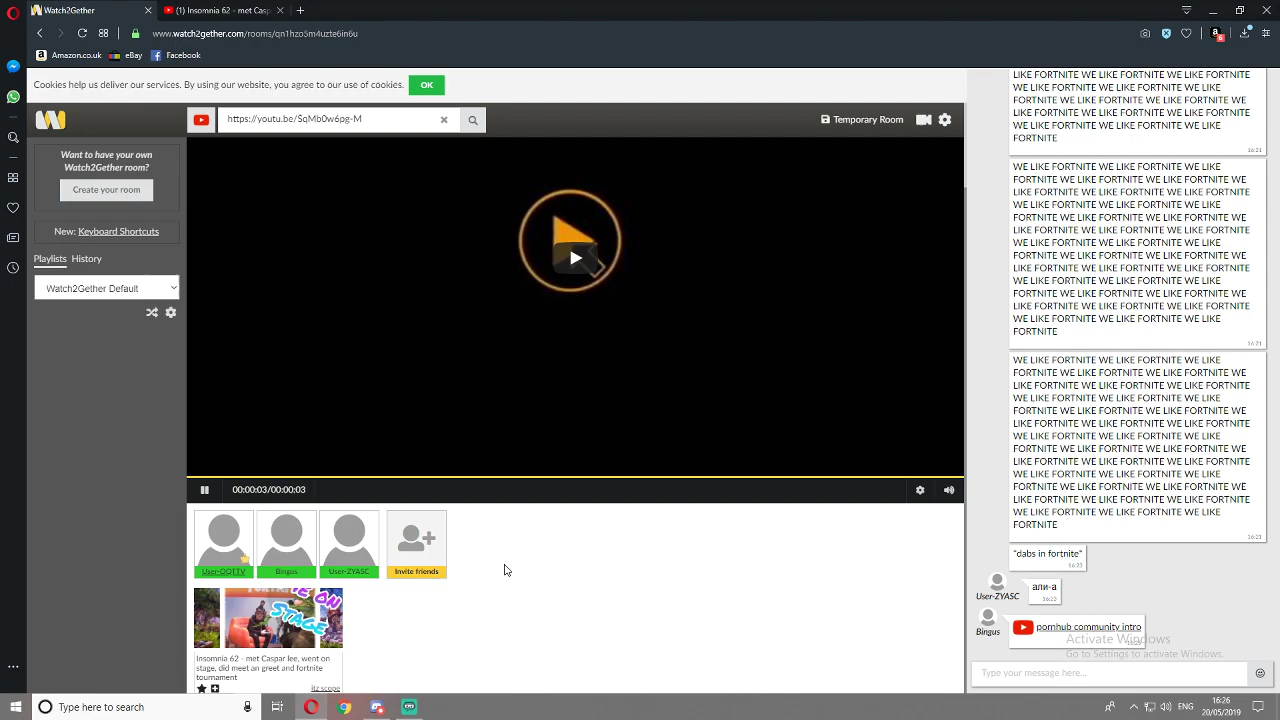 Watch2Gether
(1) Insomnia 62 - met Casp
www.watch2gether.com/rooms/qn1hzo5m4uzte6in6u
Amazon.co.uk
eBay
Facebook
Cookies help us deliver our services. By using our website, you agree to our use of cookies.
OK
https://youtu.be/SqMb0w6pg-M
Temporary Room
Want to have your own
Watch2Gether room?
Create your room
New: Keyboard Shortcuts
Playlists
History
Watch2Gether Default
00:00:03/00:00:03
User-OQTTV
Bingus
User-ZYASC
Invite friends
ON
STAGE
Insomnia 62 - met Caspar lee, went on
stage, did meet an greet and fortnite
tournament
itz scope
LIKE FORTNITE WE LIKE FORTNITE WE LIKE
FORTNITE WE LIKE FORTNITE WE LIKE
FORTNITE WE LIKE FORTNITE WE LIKE FORTNITE WE
LIKE FORTNITE WE LIKE FORTNITE WE LIKE FORTNITE
WE LIKE FORTNITE WE LIKE FORTNITE WE LIKE
FORTNITE
16:21
WE LIKE FORTNITE WE LIKE FORTNITE WE LIKE
FORTNITE WE LIKE FORTNITE WE LIKE FORTNITE WE
LIKE FORTNITE WE LIKE FORTNITE WE LIKE FORTNITE
WE LIKE FORTNITE WE LIKE FORTNITE WE LIKE
FORTNITE WE LIKE FORTNITE WE LIKE FORTNITE WE
LIKE FORTNITE WE LIKE FORTNITE WE LIKE FORTNITE
WE LIKE FORTNITE WE LIKE FORTNITE WE LIKE
FORTNITE WE LIKE FORTNITE WE LIKE FORTNITE WE
LIKE FORTNITE WE LIKE FORTNITE WE LIKE FORTNITE
WE LIKE FORTNITE WE LIKE FORTNITE WE LIKE
FORTNITE WE LIKE FORTNITE WE LIKE FORTNITE WE
LIKE FORTNITE WE LIKE FORTNITE WE LIKE FORTNITE
WE LIKE FORTNITE WE LIKE FORTNITE WE LIKE
FORTNITE
16:21
WE LIKE FORTNITE WE LIKE FORTNITE WE LIKE
FORTNITE WE LIKE FORTNITE WE LIKE FORTNITE WE
LIKE FORTNITE WE LIKE FORTNITE WE LIKE FORTNITE
WE LIKE FORTNITE WE LIKE FORTNITE WE LIKE
FORTNITE WE LIKE FORTNITE WE LIKE FORTNITE WE
LIKE FORTNITE WE LIKE FORTNITE WE LIKE FORTNITE
WE LIKE FORTNITE WE LIKE FORTNITE WE LIKE
FORTNITE WE LIKE FORTNITE WE LIKE FORTNITE WE
LIKE FORTNITE WE LIKE FORTNITE WE LIKE FORTNITE
WE LIKE FORTNITE WE LIKE FORTNITE WE LIKE
FORTNITE WE LIKE FORTNITE WE LIKE FORTNITE WE
LIKE FORTNITE WE LIKE FORTNITE WE LIKE FORTNITE
WE LIKE FORTNITE WE LIKE FORTNITE WE LIKE
FORTNITE
16:21
*dabs in fortnite*
16:23
User-ZYASC
али-а
16:23
Bingus
pornhub community intro
Activate Windows
Go to Settings to activate Windows.
Type your message here...
Type here to search
ENG
16:26
20/05/2019